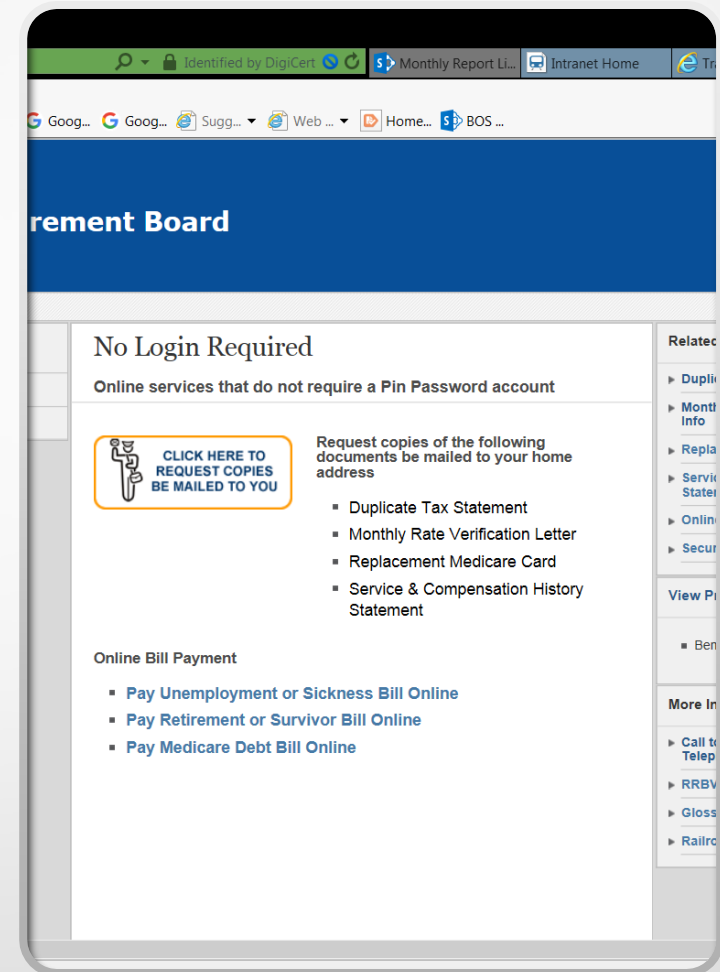 Identified by DigiCert
Monthly Report Li...
Intranet Home
Goog...
Goog...
Sugg...
Web ...
Home...
BOS ...
rement Board
No Login Required
Online services that do not require a Pin Password account
CLICK HERE TO
REQUEST COPIES
BE MAILED TO YOU
Request copies of the following
documents be mailed to your home
address
Duplicate Tax Statement
Monthly Rate Verification Letter
Replacement Medicare Card
Service & Compensation History
Statement
Online Bill Payment
Pay Unemployment or Sickness Bill Online
Pay Retirement or Survivor Bill Online
Pay Medicare Debt Bill Online
Related
Dupli
Month
Info
Repla
Servic
State
Online
Secur
View Pr
Ben
More In
Call to
Telep
RRBV
Gloss
Railro